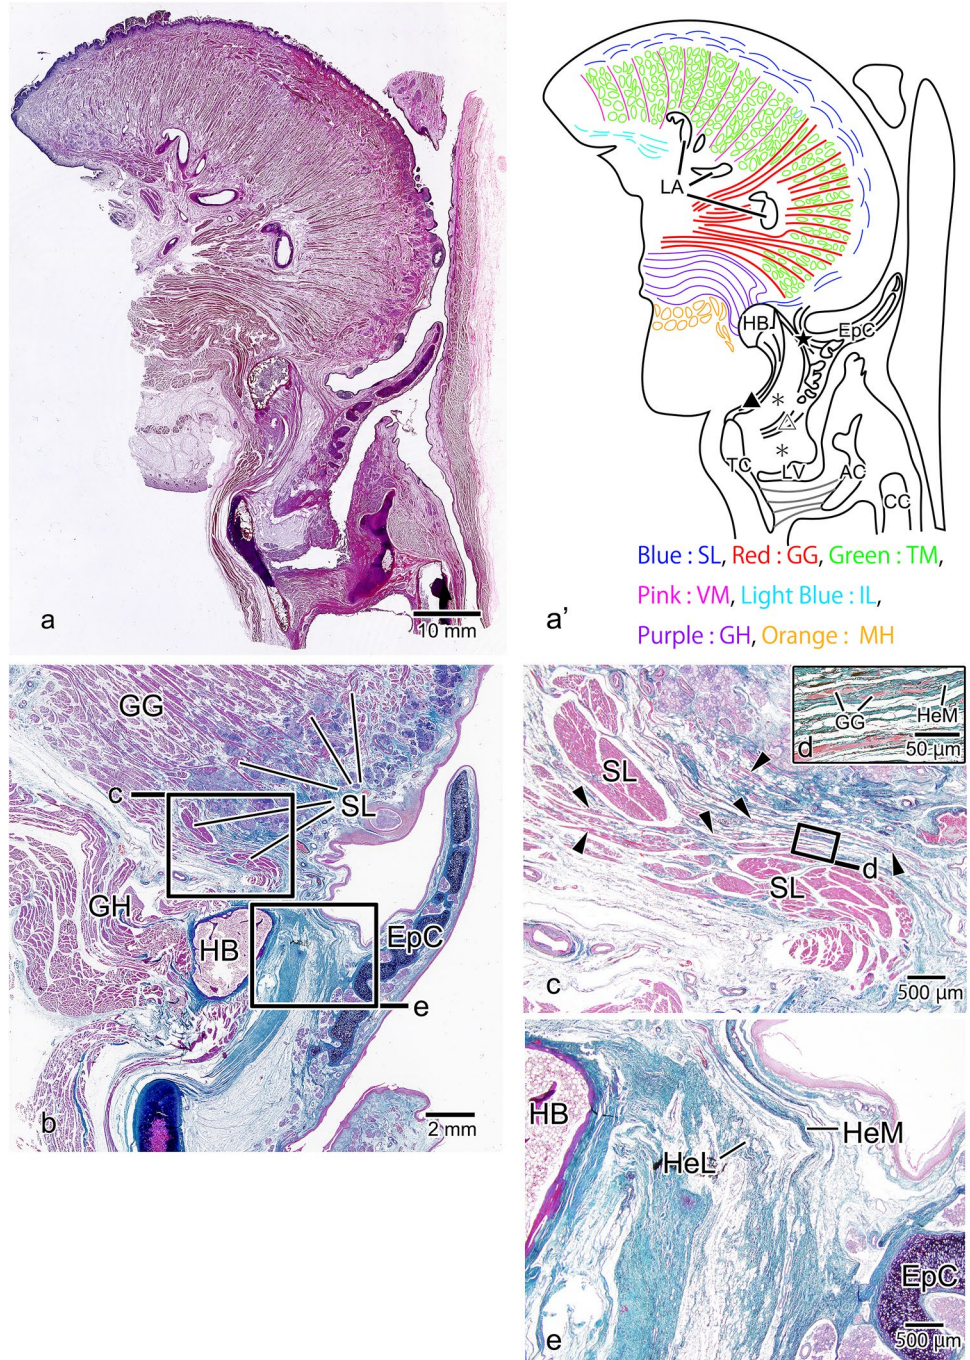 a
10 mm
LA
HB
EpC
★
*
*
TC
LV
AC
CC
a'
Blue : SL, Red : GG, Green : TM,
Pink : VM, Light Blue : IL,
Purple : GH, Orange : MH
GG
SL
c
GH
HB
EpC
e
b
2 mm
GG
HeM
d
50 µm
SL
d
SL
c
500 µm
HB
HeM
HeL
EpC
e
500 µm